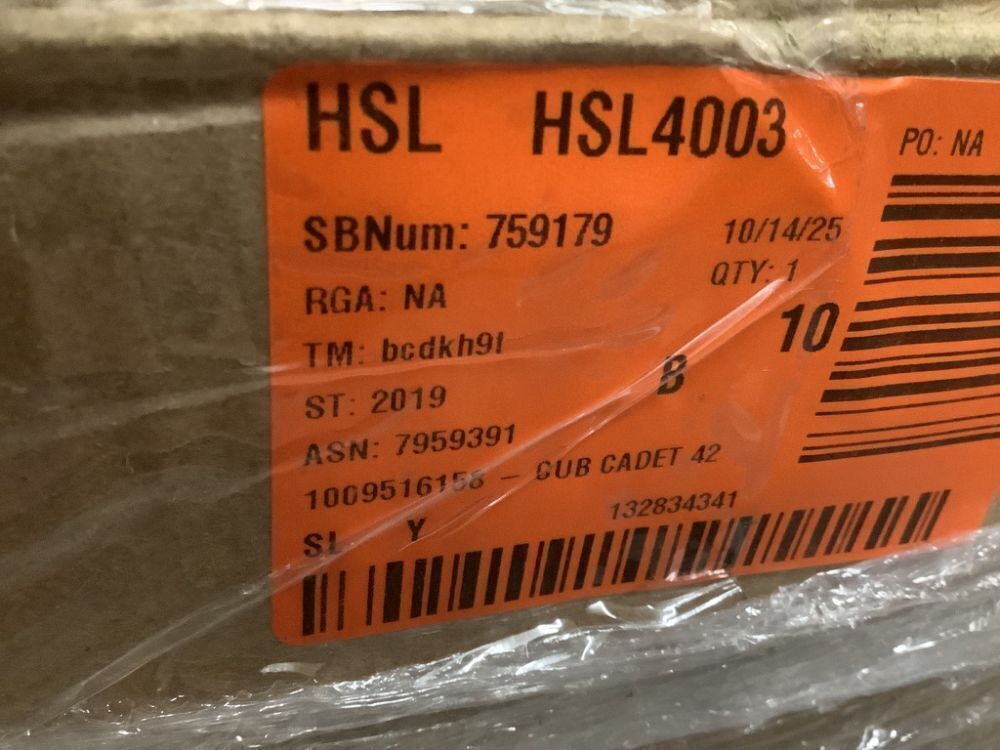 HSL HSL4003
PO: NA
SBNum: 759179 10/14/25
QTY: 1
RGA: NA
10
TM: bcdkh9f
B
ST: 2019
ASN: 7959391
1009516158 – CUB CADET 42
132834341
SL Y